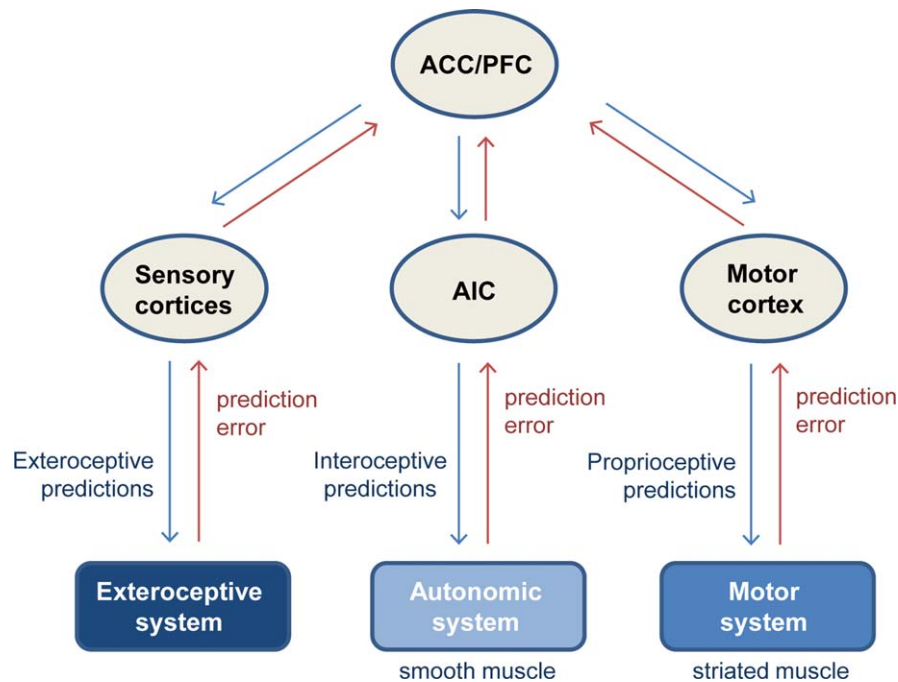 ACC/PFC
Sensory
cortices
AIC
Motor
cortex
prediction
error
Exteroceptive
predictions
prediction
error
Interoceptive
predictions
prediction
error
Proprioceptive
predictions
Exteroceptive
system
Autonomic
system
Motor
system
smooth muscle
striated muscle